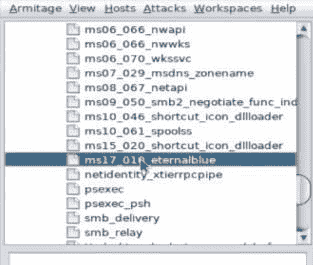 Armitage View Hosts Attacks Workspaces Help
ms06_066_nwapi
ms06_066_nwwks
ms06_070_wkssvc
ms07_029_msdns_zonename
ms08_067_netapi
ms09_050_smb2_negotiate_func_ind
ms10_046_shortcut_icon_dllloader
ms10_061_spoolss
ms15_020_shortcut_icon_dllloader
ms17_010_eternalblue
netidentity_xtierrpcpipe
psexec
psexec_psh
smb_delivery
smb_relay